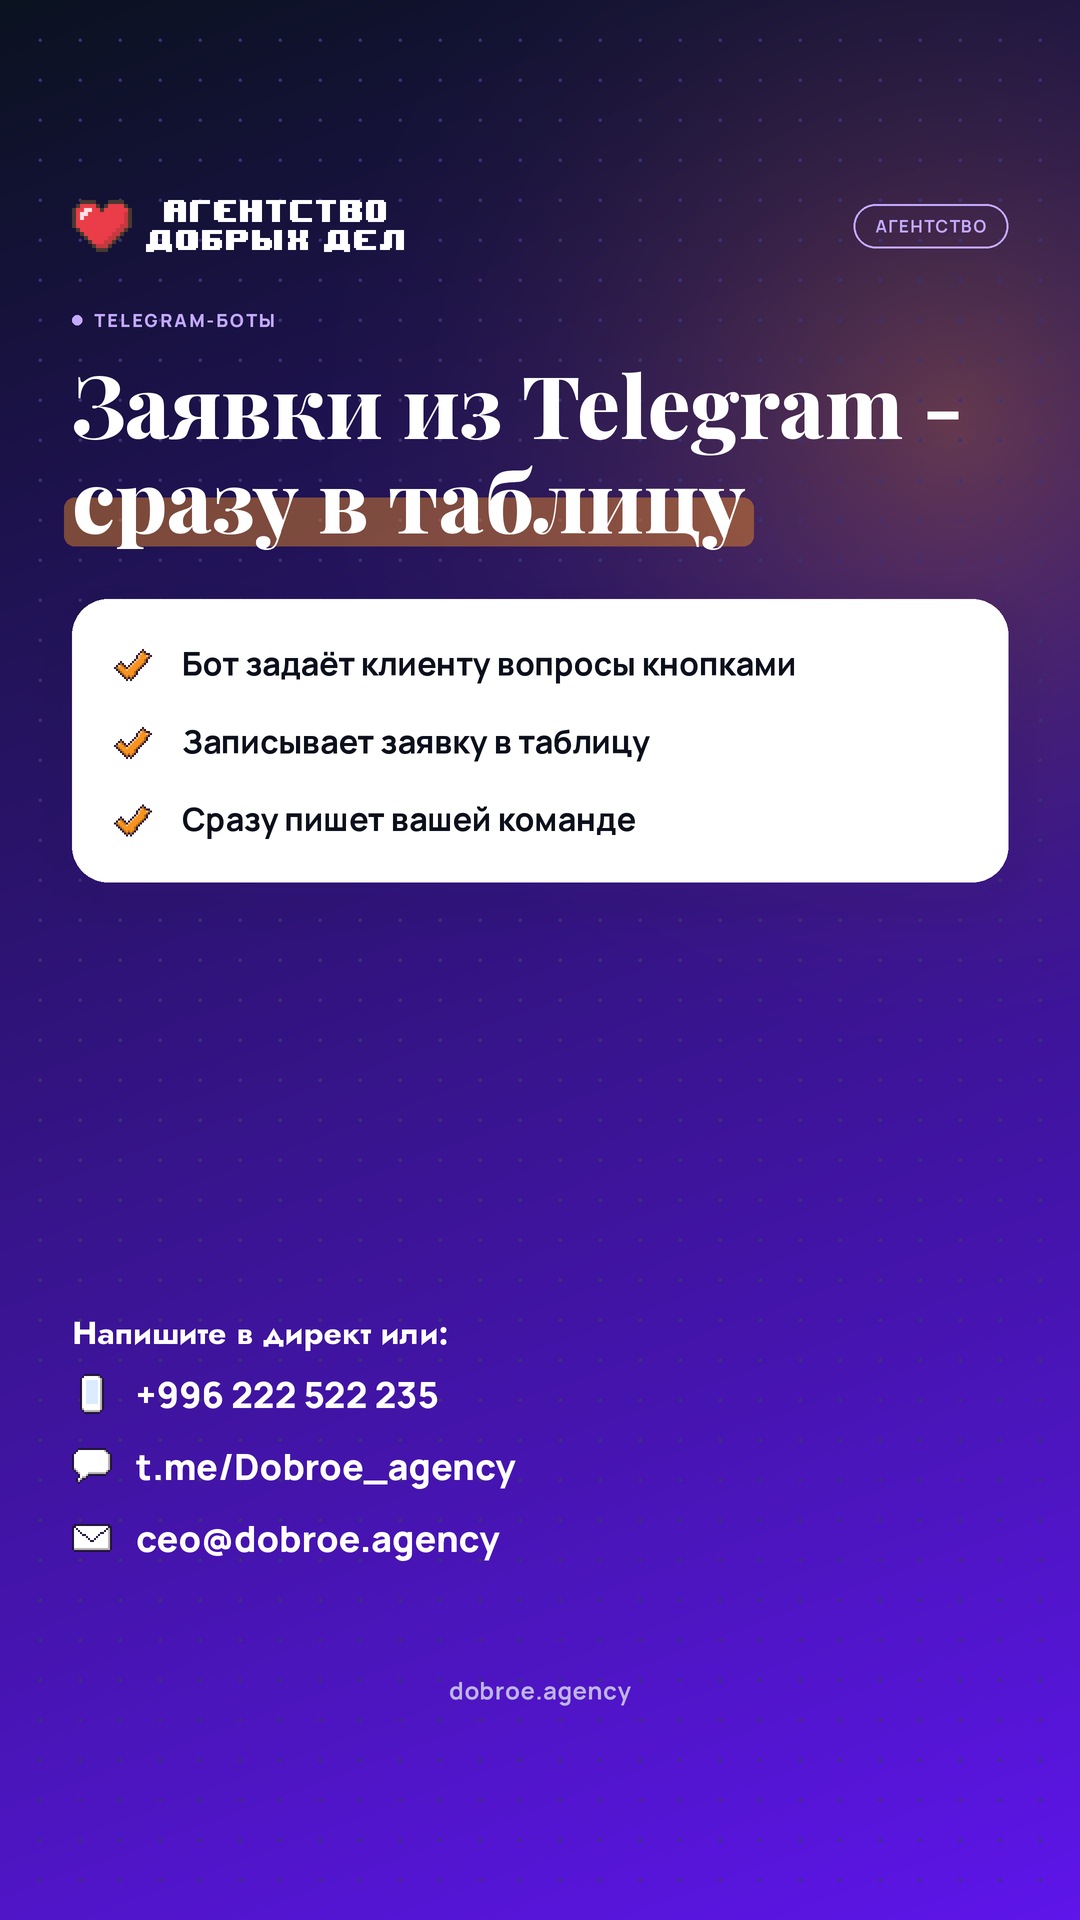 АГЕНТСТВО
ДОБРЫХ ДЕЛ
АГЕНТСТВО
TELEGRAM-БОТЫ
Заявки из Telegram -
сразу в таблицу
Бот задаёт клиенту вопросы кнопками
Записывает заявку в таблицу
Сразу пишет вашей команде
Напишите в директ или:
+996 222 522 235
t.me/Dobroe_agency
ceo@dobroe.agency
dobroe.agency